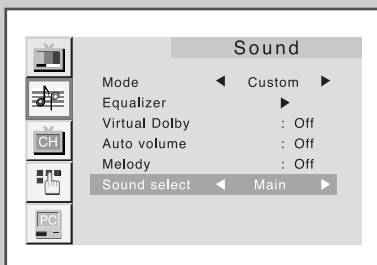 Sound
Mode ◀ Custom ▶
Equalizer ▶
Virtual Dolby : Off
Auto volume : Off
Melody : Off
Sound select ◀ Main ▶
CH
PC